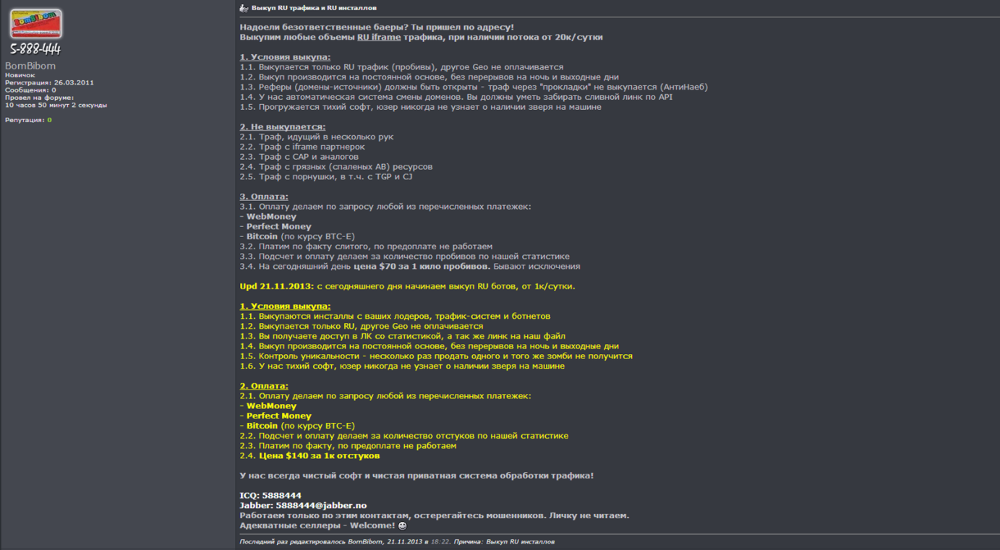 BomBibom
5-888-444
BomBibom
Новичок
Регистрация: 26.03.2011
Сообщения: 0
Провел на форуме:
10 часов 50 минут 2 секунды
Репутация: 0
Выкуп RU трафика и RU инсталлов
Надоели безответственные баеры? Ты пришел по адресу!
Выкупим любые объемы RU iframe трафика, при наличии потока от 20к/сутки
1. Условия выкупа:
1.1. Выкупается только RU трафик (пробивы), другое Geo не оплачивается
1.2. Выкуп производится на постоянной основе, без перерывов на ночь и выходные дни
1.3. Реферы (домены-источники) должны быть открыты - траф через "прокладки" не выкупается (АнтиНаеб)
1.4. У нас автоматическая система смены доменов. Вы должны уметь забирать сливной линк по API
1.5. Прогружается тихий софт, юзер никогда не узнает о наличии зверя на машине
2. Не выкупается:
2.1. Траф, идущий в несколько рук
2.2. Траф с iframe партнерок
2.3. Траф с САР и аналогов
2.4. Траф с грязных (спаленых АВ) ресурсов
2.5. Траф с порнушки, в т.ч. с TGP и CJ
3. Оплата:
3.1. Оплату делаем по запросу любой из перечисленных платежек:
- WebMoney
- Perfect Money
- Bitcoin (по курсу BTC-E)
3.2. Платим по факту слитого, по предоплате не работаем
3.3. Подсчет и оплату делаем за количество пробивов по нашей статистике
3.4. На сегодняшний день цена $70 за 1 кило пробивов. Бывают исключения
Upd 21.11.2013: с сегодняшнего дня начинаем выкуп RU ботов, от 1к/сутки.
1. Условия выкупа:
1.1. Выкупаются инсталлы с ваших лодеров, трафик-систем и ботнетов
1.2. Выкупается только RU, другое Geo не оплачивается
1.3. Вы получаете доступ в ЛК со статистикой, а так же линк на наш файл
1.4. Выкуп производится на постоянной основе, без перерывов на ночь и выходные дни
1.5. Контроль уникальности - несколько раз продать одного и того же зомби не получится
1.6. У нас тихий софт, юзер никогда не узнает о наличии зверя на машине
2. Оплата:
2.1. Оплату делаем по запросу любой из перечисленных платежек:
- WebMoney
- Perfect Money
- Bitcoin (по курсу BTC-E)
2.2. Подсчет и оплату делаем за количество отстуков по нашей статистике
2.3. Платим по факту, по предоплате не работаем
2.4. Цена $140 за 1к отстуков
У нас всегда чистый софт и чистая приватная система обработки трафика!
ICQ: 5888444
Jabber: 5888444@jabber.no
Работаем только по этим контактам, остерегайтесь мошенников. Личку не читаем.
Адекватные селлеры - Welcome!
Последний раз редактировалось BomBibom, 21.11.2013 в 18:22. Причина: Выкуп RU инсталлов